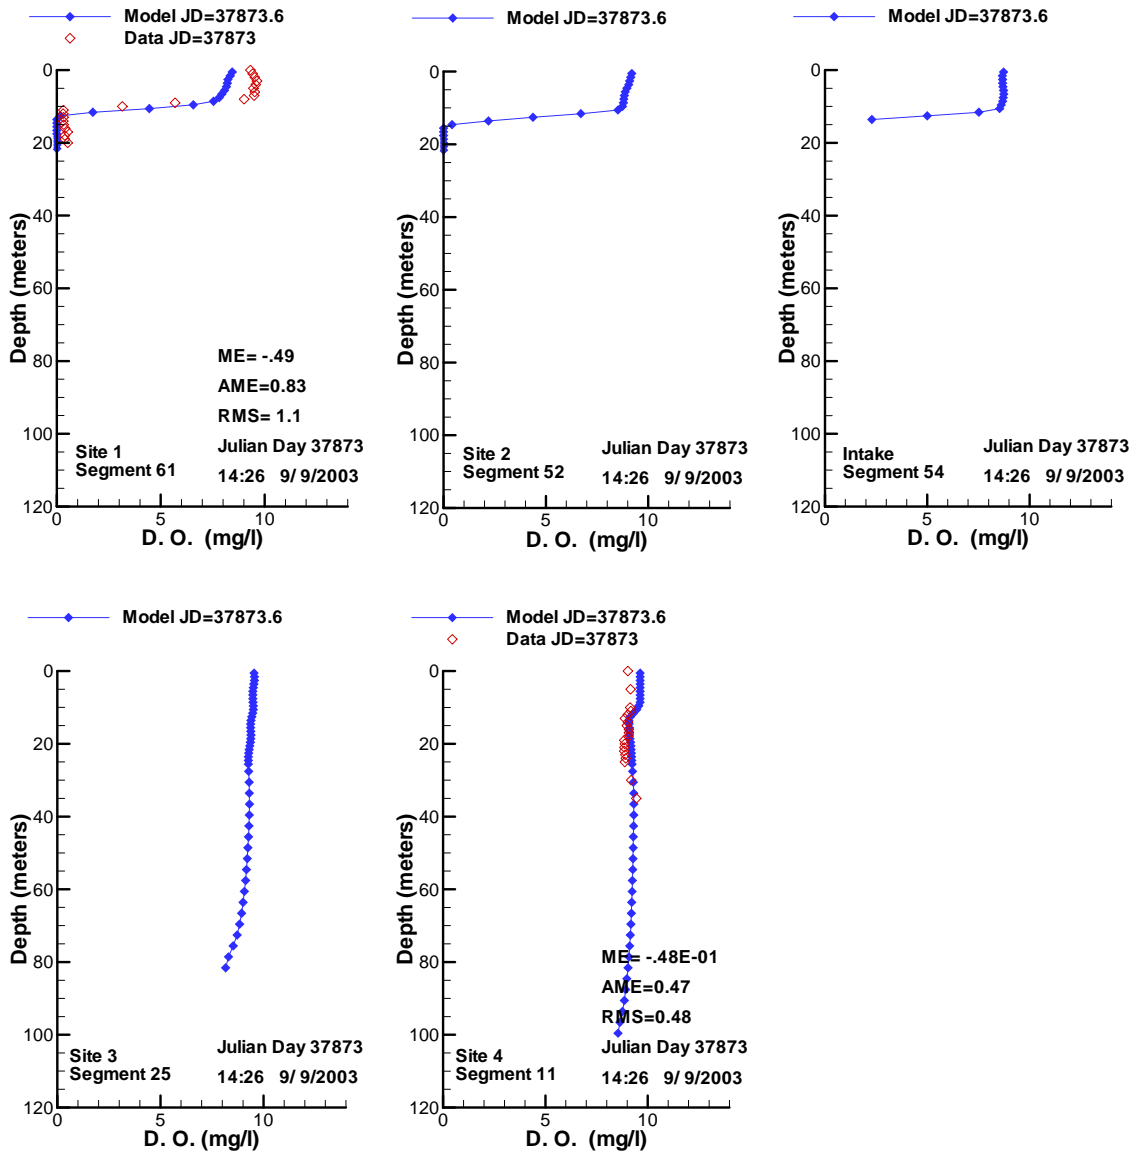 Model JD=37873.6
Data JD=37873
0
20
40
60
80
100
120
Depth (meters)
ME= -.49
AME=0.83
RMS= 1.1
Site 1
Segment 61
Julian Day 37873
14:26 9/ 9/2003
0 5 10
D. O. (mg/l)
Model JD=37873.6
0
20
40
60
80
100
120
Depth (meters)
Site 2
Segment 52
Julian Day 37873
14:26 9/ 9/2003
0 5 10
D. O. (mg/l)
Model JD=37873.6
0
20
40
60
80
100
120
Depth (meters)
Intake
Segment 54
Julian Day 37873
14:26 9/ 9/2003
0 5 10
D. O. (mg/l)
Model JD=37873.6
0
20
40
60
80
100
120
Depth (meters)
Site 3
Segment 25
Julian Day 37873
14:26 9/ 9/2003
0 5 10
D. O. (mg/l)
Model JD=37873.6
Data JD=37873
0
20
40
60
80
100
120
Depth (meters)
ME= -.48E-01
AME=0.47
RMS=0.48
Site 4
Segment 11
Julian Day 37873
14:26 9/ 9/2003
0 5 10
D. O. (mg/l)